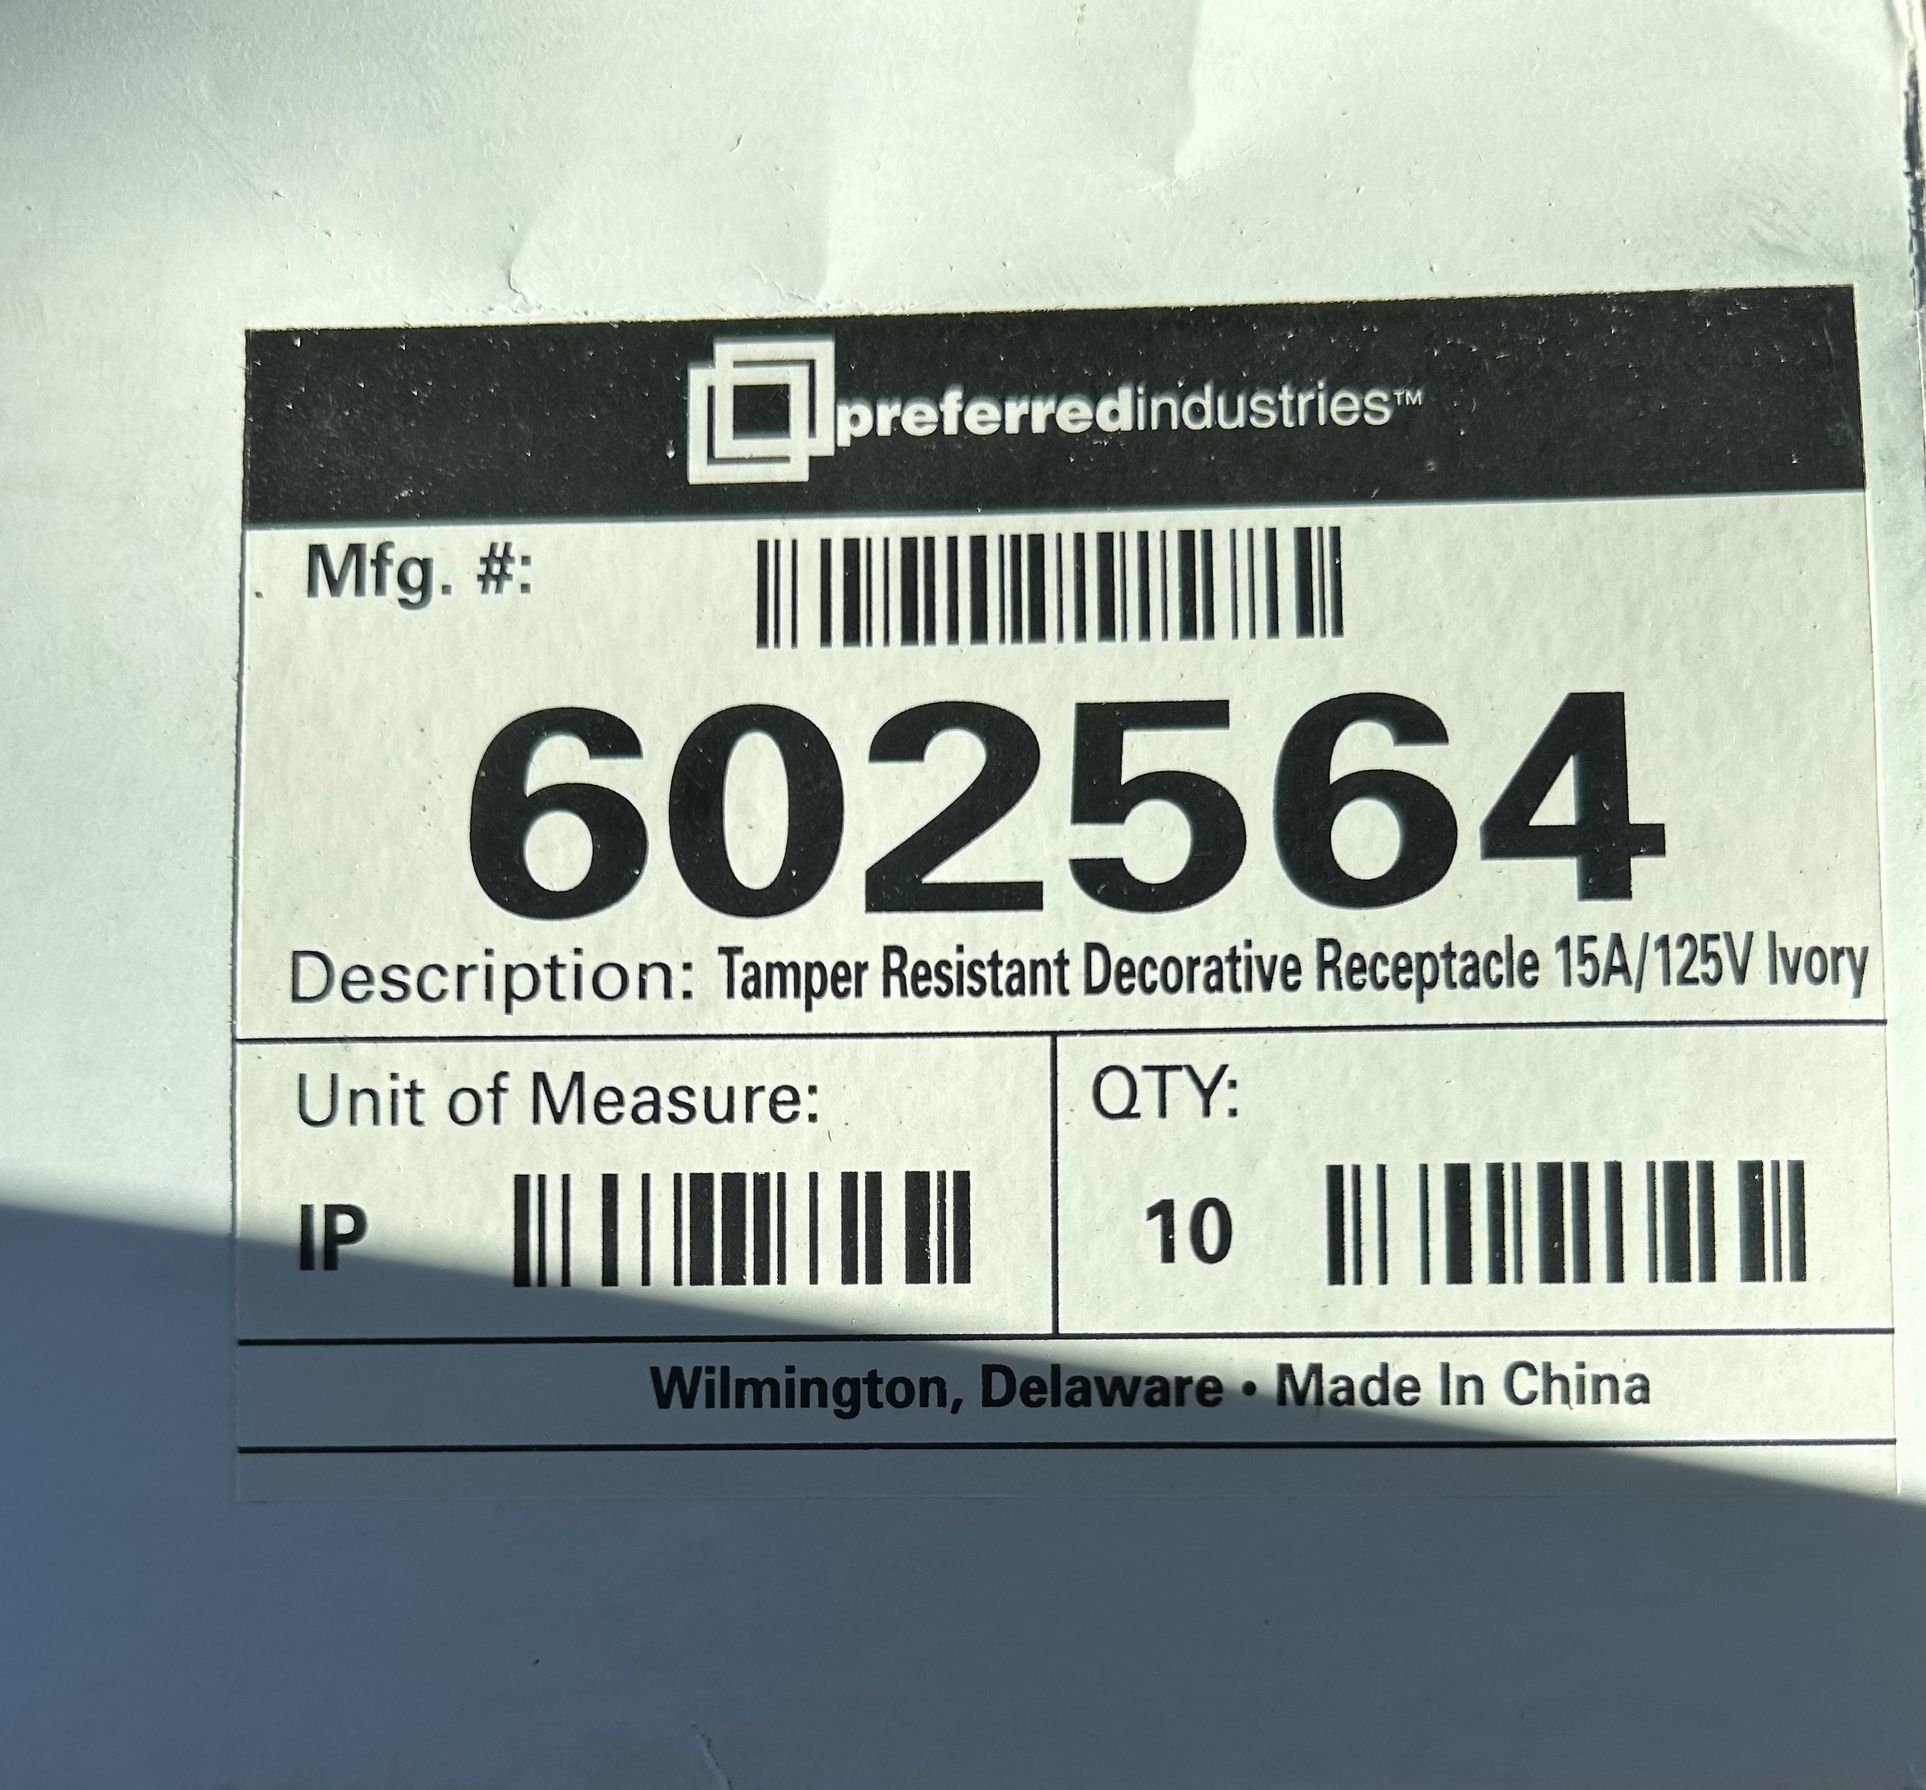 preferredindustries™
Mfg. #:
602564
Description: Tamper Resistant Decorative Receptacle 15A/125V Ivory
Unit of Measure:
QTY:
IP
10
Wilmington, Delaware • Made In China